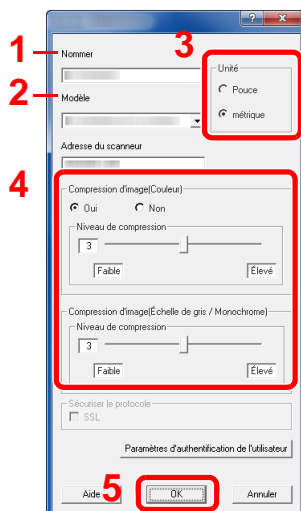 1
Nommer
3
Unité
Pouce
métrique
2
Modèle
Adresse du scanneur
4
Compression d'image(Couleur)
Oui Non
Niveau de compression
3
Faible Élevé
Compression d'image(Échelle de gris / Monochrome)
Niveau de compression
3
Faible Élevé
Sécuriser le protocole
SSL
Paramètres d'authentification de l'utilisateur
Aide 5 OK Annuler